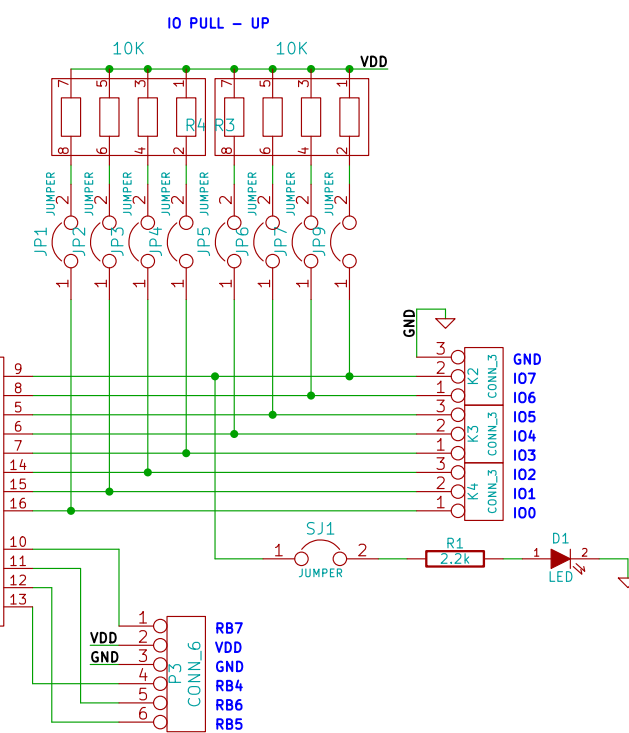 IO PULL - UP
10K 10K
VDD
7 5 3 1 7 5 3 1
R4 R3
8 6 4 2 8 6 4 2
JUMPER JUMPER JUMPER JUMPER JUMPER
2 2 2 2 2 2 2 2
JP1 JP2 JP3 JP4 JP5 JP6 JP7 JP9
1 1 1 1 1 1 1 1
GND
3 GND
9 2 K2 CONN_3 IO7
8 1 IO6
5 3 IO5
6 2 K3 CONN_3 IO4
7 1 IO3
14 3 IO2
15 2 K4 CONN_3 IO1
16 1 IO0
SJ1
1 2
JUMPER
R1
2.2k
D1
1 2
LED
10
11
12
13
1 RB7
VDD 2 VDD
GND 3 GND
P3 CONN_6
4 RB4
5 RB6
6 RB5